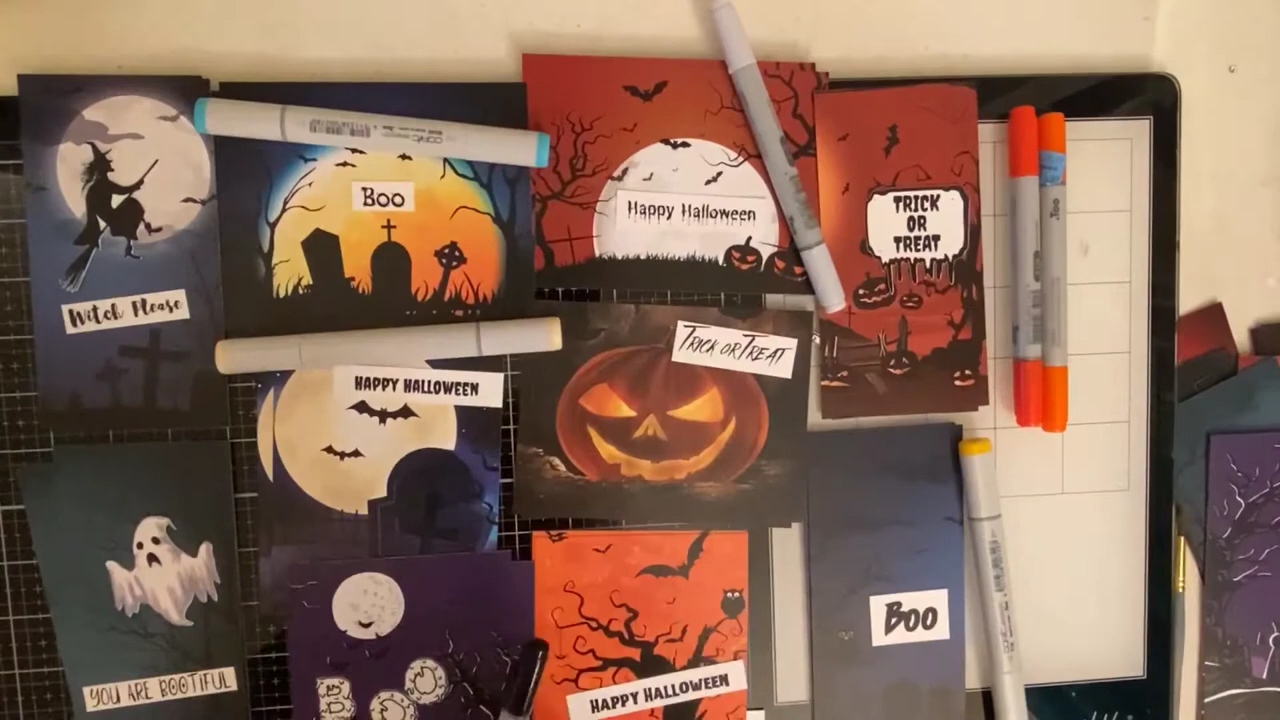 Boo
Happy Halloween
TRICK
OR
TREAT
Witch Please
TRICK OR TREAT
HAPPY HALLOWEEN
BOO
YOU ARE BOOTIFUL
HAPPY HALLOWEEN
BOO